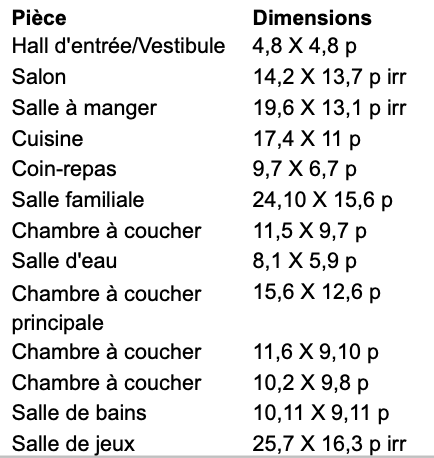 Pièce Dimensions
Hall d'entrée/Vestibule 4,8 X 4,8 p
Salon 14,2 X 13,7 p irr
Salle à manger 19,6 X 13,1 p irr
Cuisine 17,4 X 11 p
Coin-repas 9,7 X 6,7 p
Salle familiale 24,10 X 15,6 p
Chambre à coucher 11,5 X 9,7 p
Salle d'eau 8,1 X 5,9 p
Chambre à coucher 15,6 X 12,6 p
principale
Chambre à coucher 11,6 X 9,10 p
Chambre à coucher 10,2 X 9,8 p
Salle de bains 10,11 X 9,11 p
Salle de jeux 25,7 X 16,3 p irr